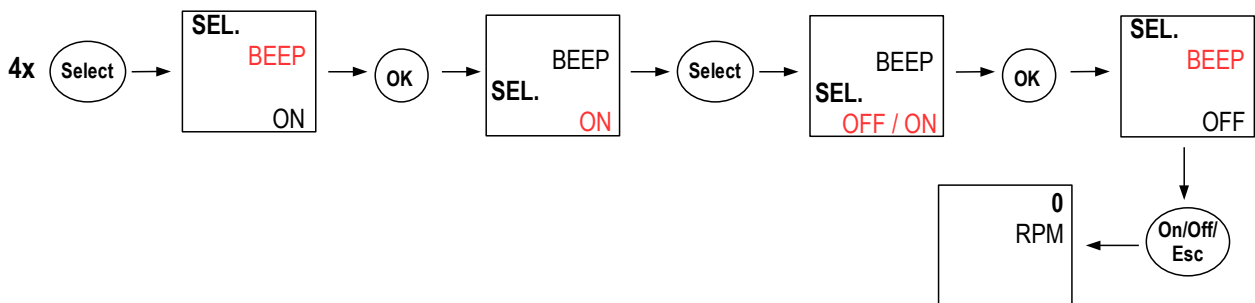 4x
Select
SEL.
BEEP
ON
OK
BEEP
SEL.
ON
Select
BEEP
SEL.
OFF / ON
OK
SEL.
BEEP
OFF
On/Off/
Esc
0
RPM